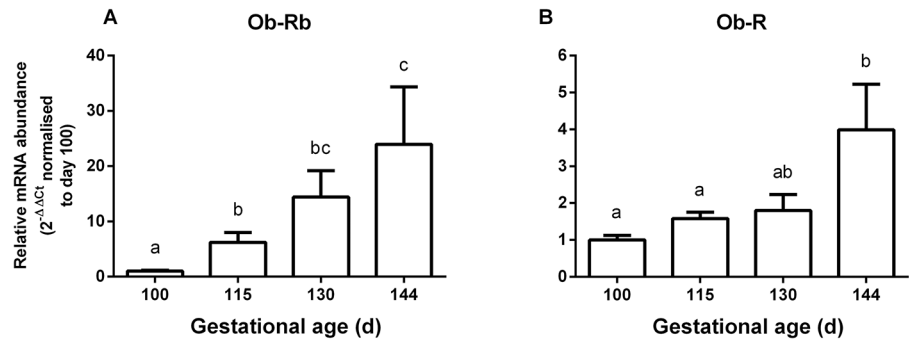 A
Ob-Rb
Relative mRNA abundance
(2^-ΔΔCt normalised
to day 100)
40
30
20
10
0
a
b
bc
c
100 115 130 144
Gestational age (d)
B
Ob-R
6
5
4
3
2
1
0
a
a
ab
b
100 115 130 144
Gestational age (d)